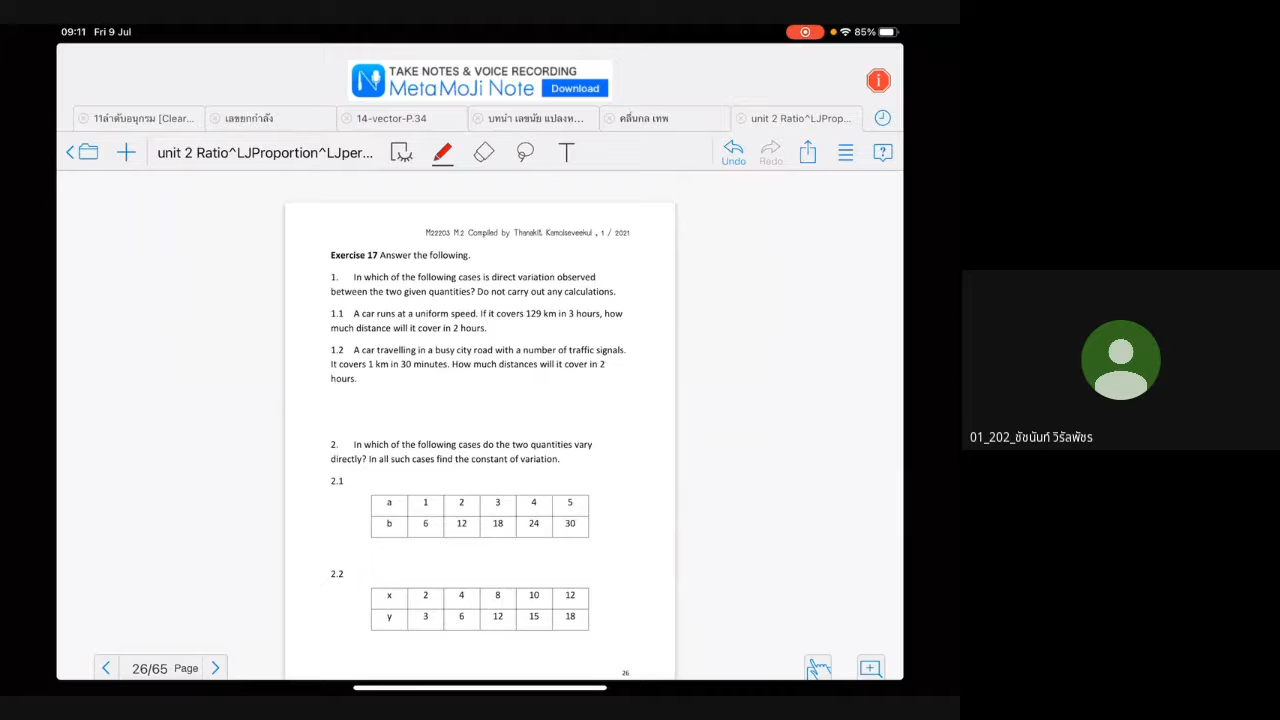 09:11 Fri 9 Jul
85%
TAKE NOTES & VOICE RECORDING
MetaMoJi Note Download
11ลำดับอนุกรม [Clear... เลขยกกำลัง 14-vector-P.34 บทนำ เลขนัย แปลงห... คลื่นกล เทพ unit 2 Ratio^LJProp...
unit 2 Ratio^LJProportion^LJper... T Undo Redo
M22203 M.2 Compiled by Thanakit Kamolseveekul , 1 / 2021
Exercise 17 Answer the following.
1. In which of the following cases is direct variation observed
between the two given quantities? Do not carry out any calculations.
1.1 A car runs at a uniform speed. If it covers 129 km in 3 hours, how
much distance will it cover in 2 hours.
1.2 A car travelling in a busy city road with a number of traffic signals.
It covers 1 km in 30 minutes. How much distances will it cover in 2
hours.
2. In which of the following cases do the two quantities vary
directly? In all such cases find the constant of variation.
2.1
a 1 2 3 4 5
b 6 12 18 24 30
2.2
x 2 4 8 10 12
y 3 6 12 15 18
26
26/65 Page
01_202_ชัชนันท์ วิรัลพัชร